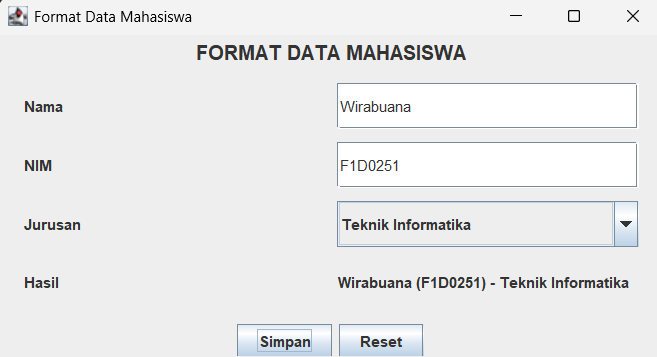 Format Data Mahasiswa
FORMAT DATA MAHASISWA
Nama Wirabuana
NIM F1D0251
Jurusan Teknik Informatika
Hasil Wirabuana (F1D0251) - Teknik Informatika
Simpan Reset